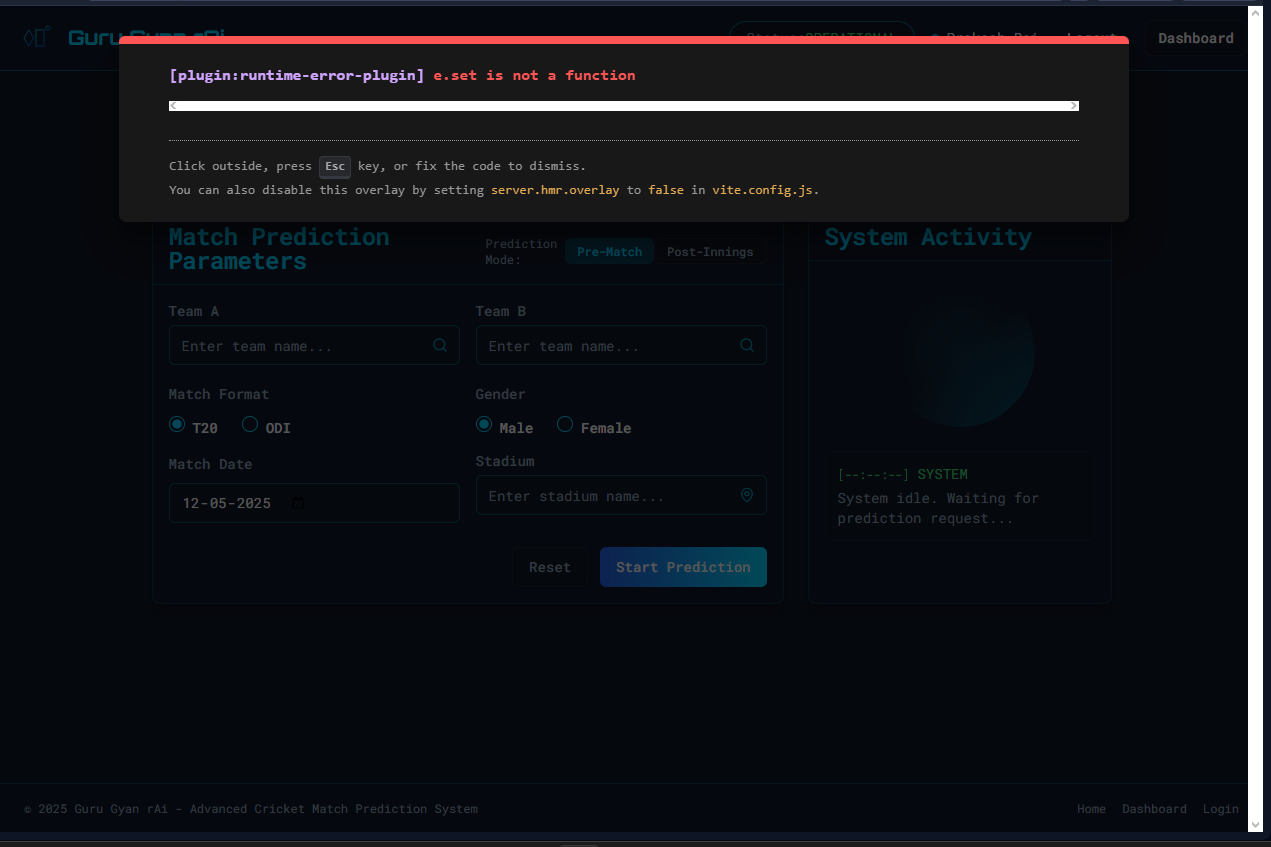 Guru Gyan rAi
Status:OPERATIONAL
Prakash Rai
Logout
Dashboard
[plugin:runtime-error-plugin] e.set is not a function
Click outside, press Esc key, or fix the code to dismiss.
You can also disable this overlay by setting server.hmr.overlay to false in vite.config.js.
Match Prediction
Parameters
Prediction
Mode:
Pre-Match
Post-Innings
Team A
Enter team name...
Team B
Enter team name...
Match Format
T20
ODI
Gender
Male
Female
Match Date
12-05-2025
Stadium
Enter stadium name...
Reset
Start Prediction
System Activity
[--:--:--] SYSTEM
System idle. Waiting for
prediction request...
© 2025 Guru Gyan rAi - Advanced Cricket Match Prediction System
Home
Dashboard
Login